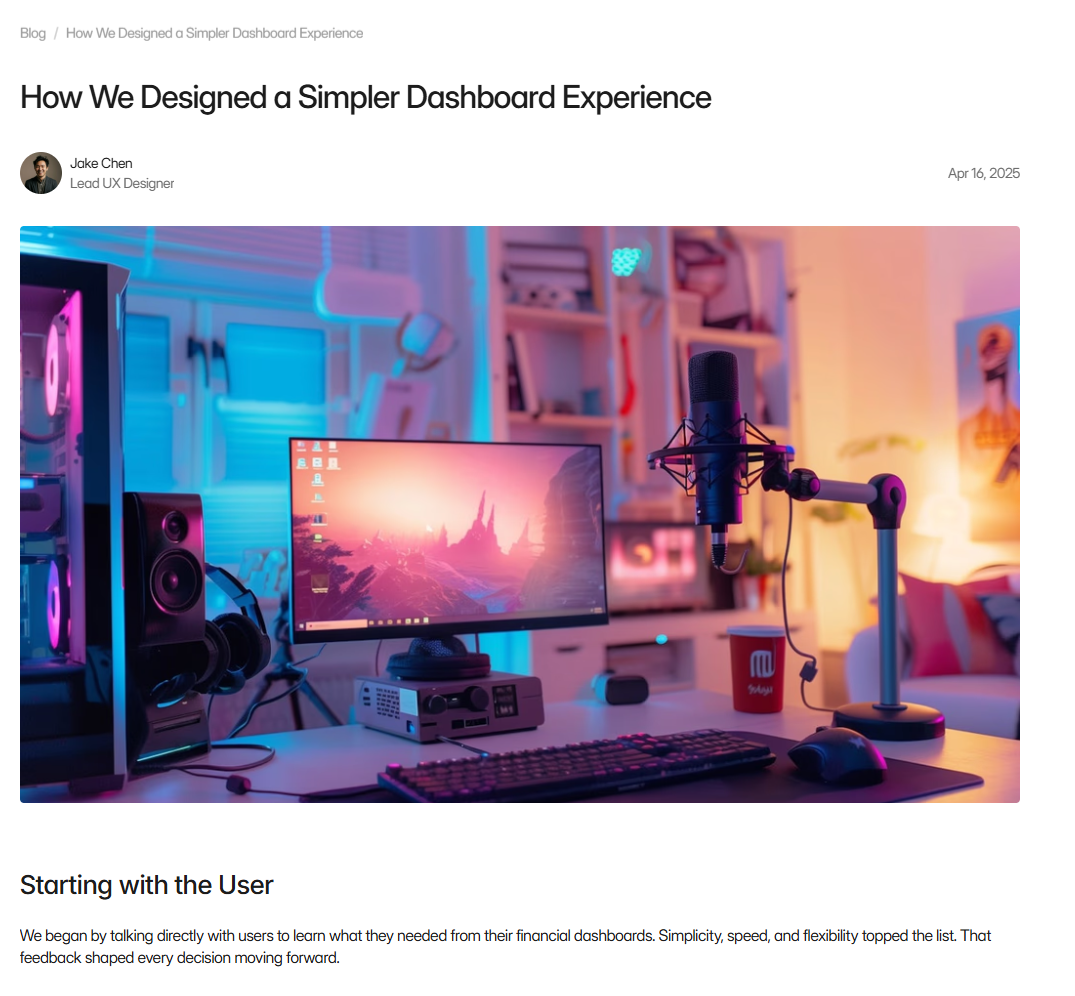 Blog / How We Designed a Simpler Dashboard Experience
How We Designed a Simpler Dashboard Experience
Jake Chen
Lead UX Designer
Apr 16, 2025
Starting with the User
We began by talking directly with users to learn what they needed from their financial dashboards. Simplicity, speed, and flexibility topped the list. That
feedback shaped every decision moving forward.